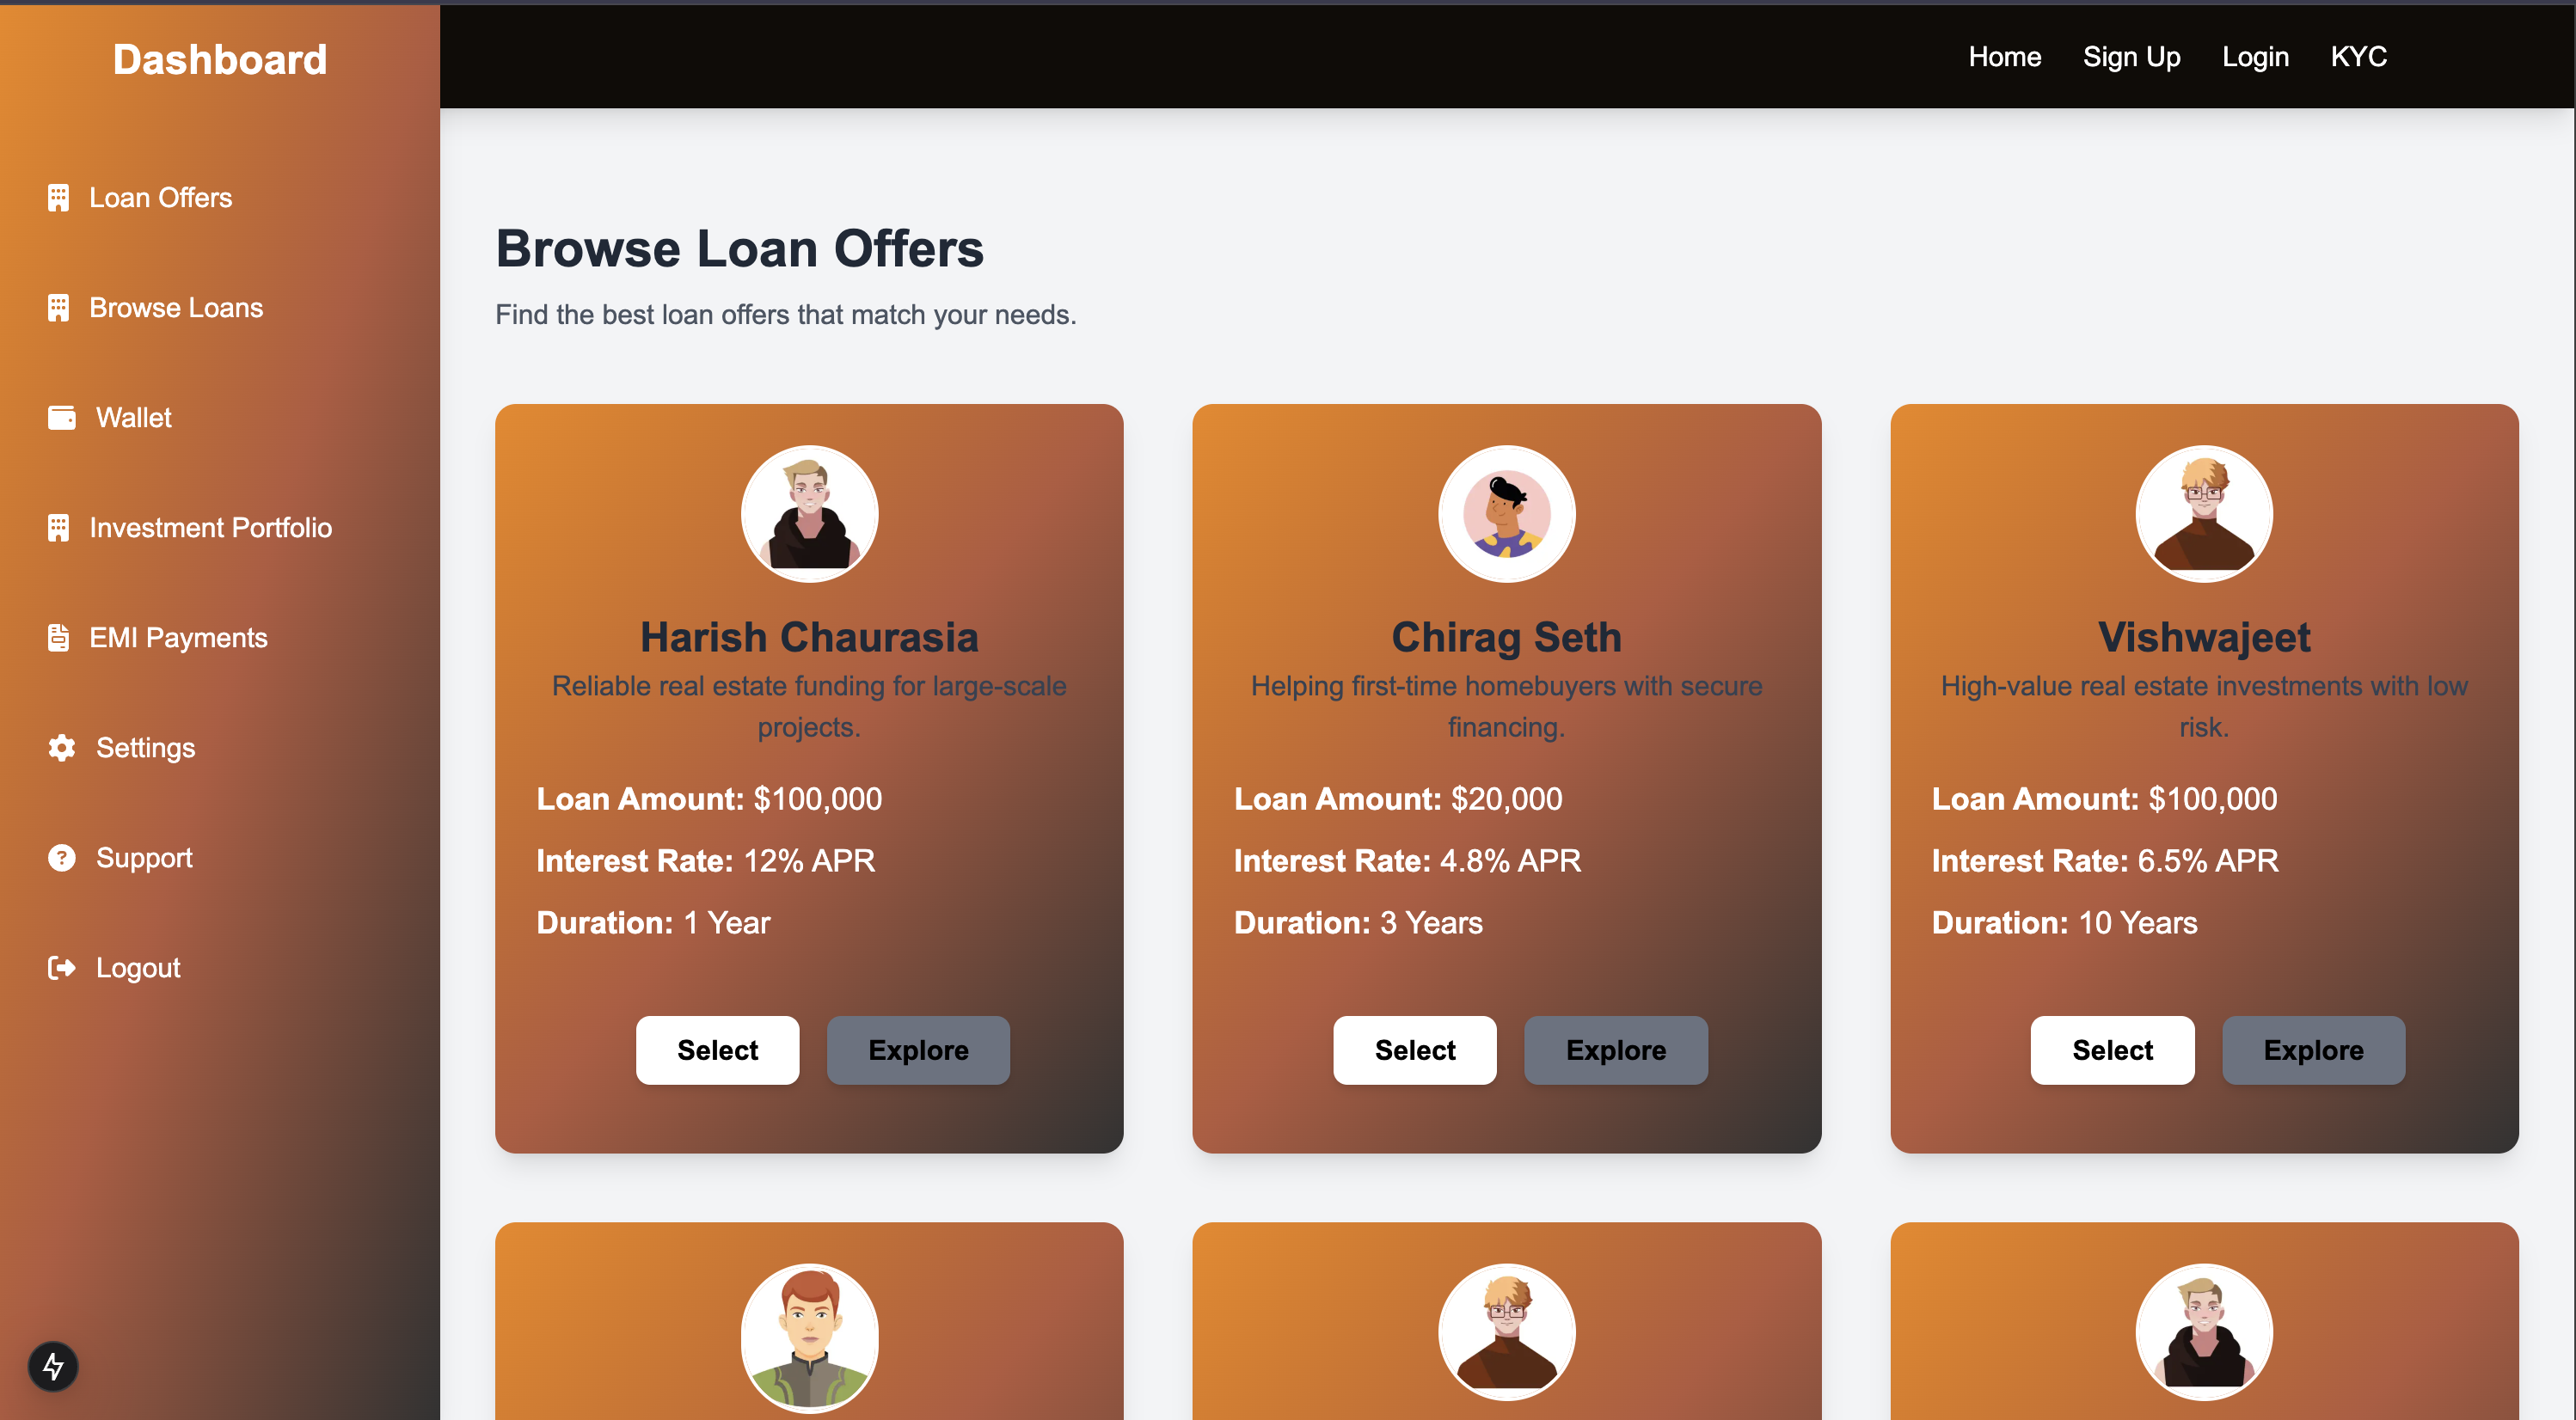 Dashboard
Home Sign Up Login KYC
Loan Offers
Browse Loans
Wallet
Investment Portfolio
EMI Payments
Settings
Support
Logout
Browse Loan Offers
Find the best loan offers that match your needs.
Harish Chaurasia
Reliable real estate funding for large-scale
projects.
Loan Amount: $100,000
Interest Rate: 12% APR
Duration: 1 Year
Select Explore
Chirag Seth
Helping first-time homebuyers with secure
financing.
Loan Amount: $20,000
Interest Rate: 4.8% APR
Duration: 3 Years
Select Explore
Vishwajeet
High-value real estate investments with low
risk.
Loan Amount: $100,000
Interest Rate: 6.5% APR
Duration: 10 Years
Select Explore